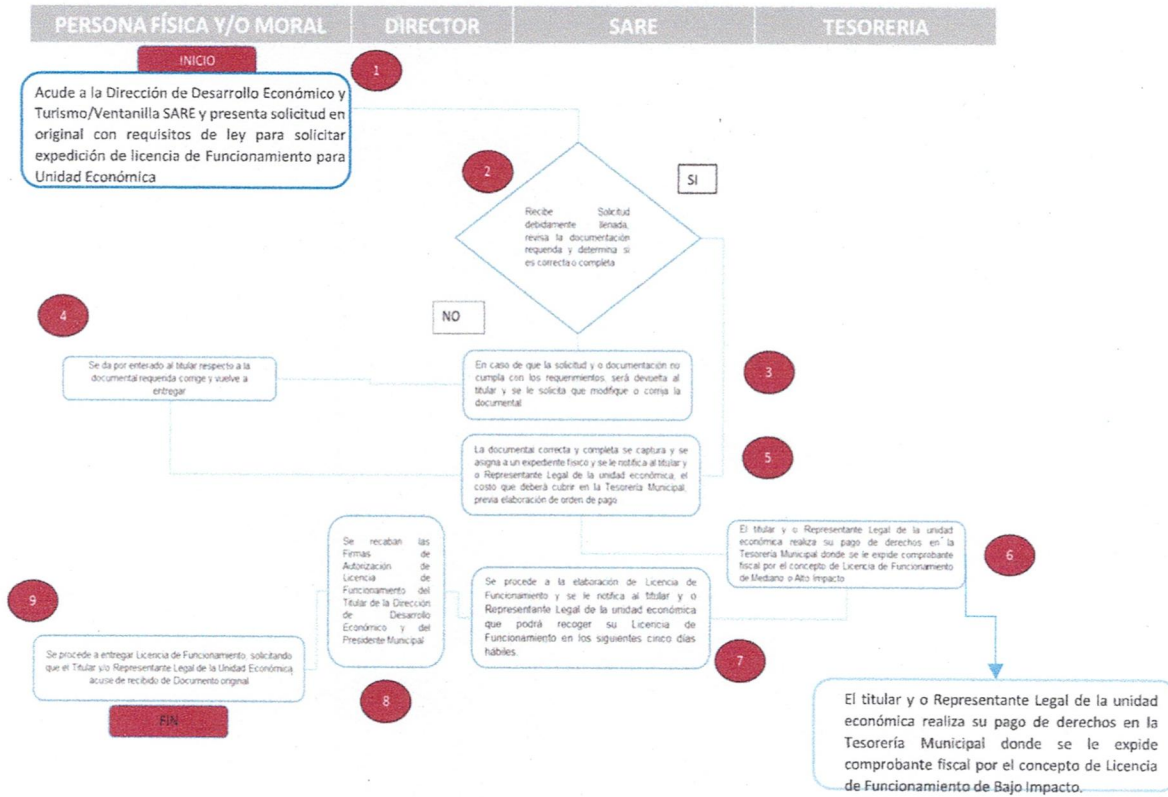 PERSONA FÍSICA Y/O MORAL
DIRECTOR
SARE
TESORERIA
INICIO
1
Acude a la Dirección de Desarrollo Económico y
Turismo/Ventanilla SARE y presenta solicitud en
original con requisitos de ley para solicitar
expedición de licencia de Funcionamiento para
Unidad Económica
2
SI
Recibe Solicitud
debidamente llenada,
revisa la documentación
requerida y determina si
es correcta o completa
NO
4
Se da por enterado al titular respecto a la
documental requerida corrige y vuelve a
entregar
En caso de que la solicitud y o documentación no
cumpla con los requerimientos, será devuelta al
titular y se le solicita que modifique o corrija la
documental
3
La documental correcta y completa se captura y se
asigna a un expediente físico y se le notifica al titular y
o Representante Legal de la unidad económica, el
costo que deberá cubrir en la Tesorería Municipal,
previa elaboración de orden de pago
5
El titular y o Representante Legal de la unidad
económica realiza su pago de derechos en la
Tesorería Municipal donde se le expide comprobante
fiscal por el concepto de Licencia de Funcionamiento
de Mediano o Alto Impacto
6
Se procede a la elaboración de Licencia de
Funcionamiento y se le notifica al titular y o
Representante Legal de la unidad económica
que podrá recoger su Licencia de
Funcionamiento en los siguientes cinco días
hábiles.
7
Se recaban las
Firmas de
Autorización de
Licencia de
Funcionamiento del
Titular de la Dirección
de Desarrollo
Económico y del
Presidente Municipal
8
9
Se procede a entregar Licencia de Funcionamiento, solicitando
que el Titular y/o Representante Legal de la Unidad Económica,
acuse de recibido de Documento original
FIN
El titular y o Representante Legal de la unidad
económica realiza su pago de derechos en la
Tesorería Municipal donde se le expide
comprobante fiscal por el concepto de Licencia
de Funcionamiento de Bajo Impacto.